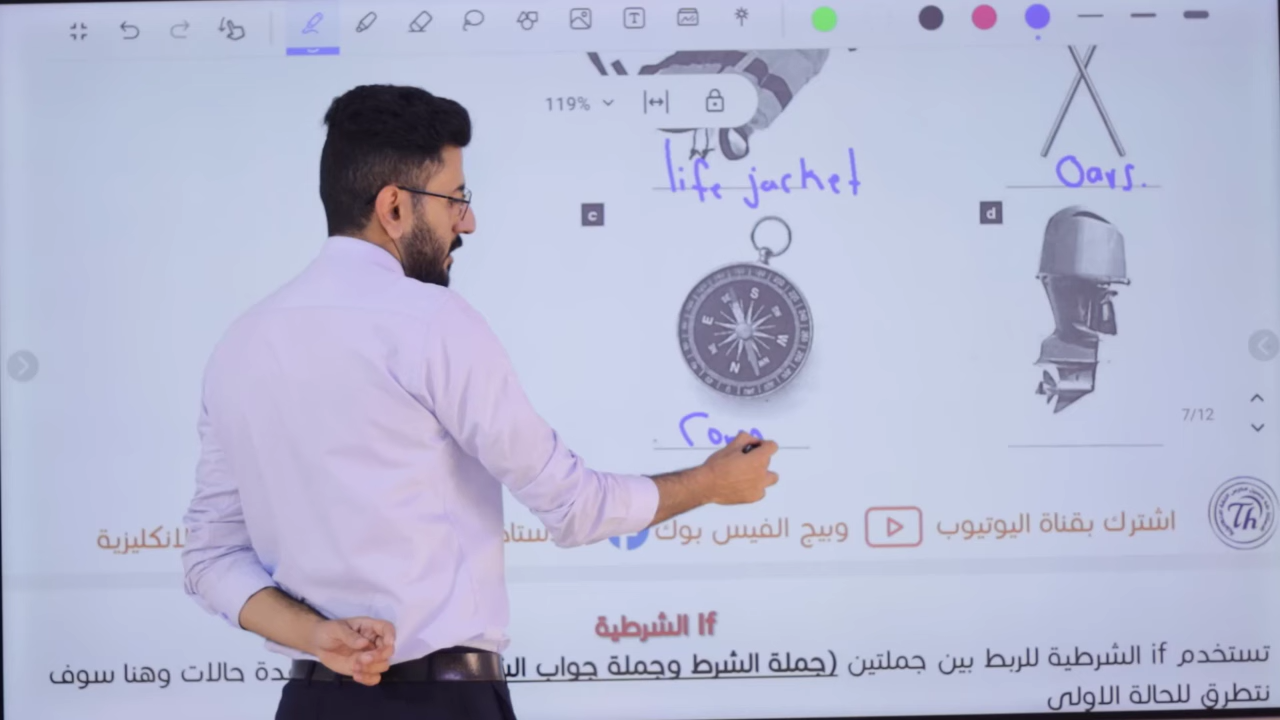 119%
life jacket
Oars.
c
d
S
E
W
N
Com
7/12
اشترك بقناة اليوتيوب وبيج الفيس بوك
Th
If الشرطية
تستخدم if الشرطية للربط بين جملتين (جملة الشرط وجملة جواب حالات وهنا سوف
نتطرق للحالة الاولى